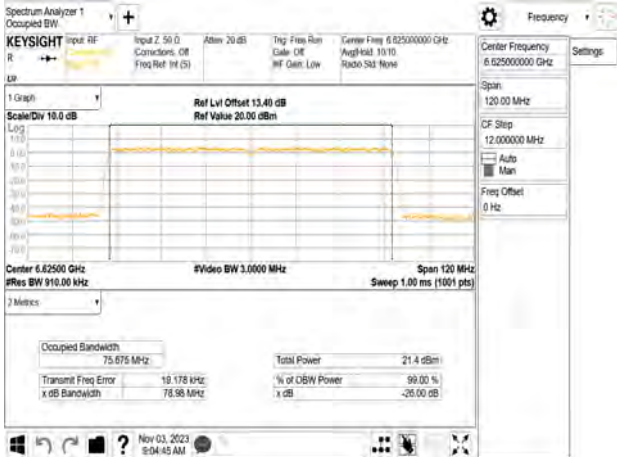 Spectrum Analyzer 1
Occupied BW
+
Frequency
KEYSIGHT Input: RF
Input Z: 50 Ω
Atten: 20 dB
Trig: Free Run
Center Freq: 6.625000000 GHz
R
Corrections: Off
Gate: Off
Avg|Hold: 10/10
Freq Ref: Int (S)
#IF Gain: Low
Radio Std: None
Center Frequency
6.625000000 GHz
Settings
Span
120.00 MHz
CF Step
12.000000 MHz
Auto
Man
Freq Offset
0 Hz
1 Graph
Ref Lvl Offset 13.40 dB
Scale/Div 10.0 dB
Ref Value 20.00 dBm
Log
Center 6.62500 GHz
#Video BW 3.0000 MHz
Span 120 MHz
#Res BW 910.00 kHz
Sweep 1.00 ms (1001 pts)
2 Metrics
Occupied Bandwidth
75.675 MHz
Total Power
21.4 dBm
Transmit Freq Error
19.178 kHz
% of OBW Power
99.00 %
x dB Bandwidth
78.98 MHz
x dB
-26.00 dB
?
Nov 03, 2023
9:04:45 AM